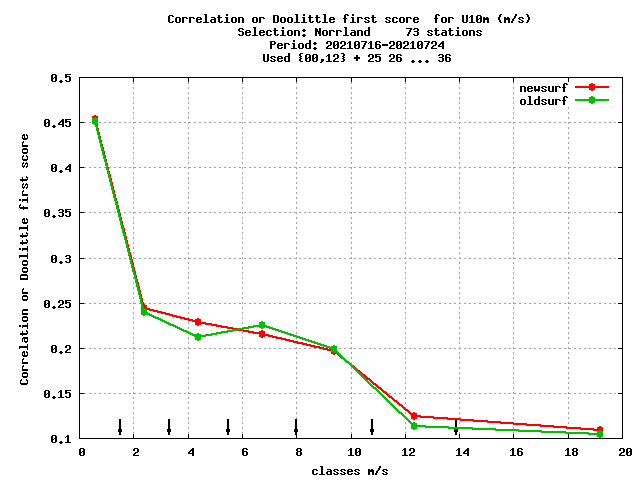 Correlation or Doolittle first score  for U10m (m/s)
Selection: Norrland     73 stations
Period: 20210716-20210724
Used {00,12} + 25 26 ... 36
newsurf
oldsurf
Correlation or Doolittle first score
0.5
0.45
0.4
0.35
0.3
0.25
0.2
0.15
0.1
0 2 4 6 8 10 12 14 16 18 20
classes m/s